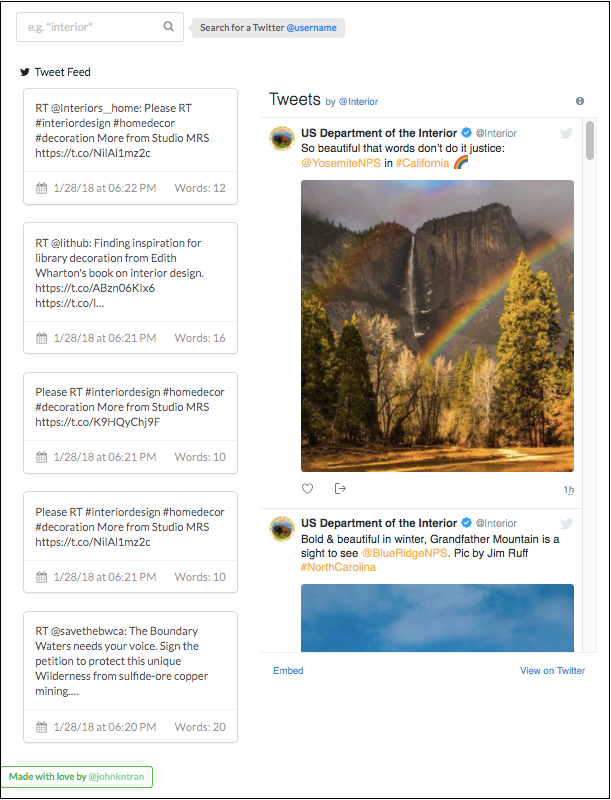 e.g. "interior"
Search for a Twitter @username
Tweet Feed
RT @Interiors__home: Please RT
#interiordesign #homedecor
#decoration More from Studio MRS
https://t.co/NilAI1mz2c
1/28/18 at 06:22 PM Words: 12
RT @lithub: Finding inspiration for
library decoration from Edith
Wharton's book on interior design.
https://t.co/ABzn06KIx6
https://t.co/l...
1/28/18 at 06:21 PM Words: 16
Please RT #interiordesign #homedecor
#decoration More from Studio MRS
https://t.co/K9HQyChj9F
1/28/18 at 06:21 PM Words: 10
Please RT #interiordesign #homedecor
#decoration More from Studio MRS
https://t.co/NilAI1mz2c
1/28/18 at 06:21 PM Words: 10
RT @savethebwca: The Boundary
Waters needs your voice. Sign the
petition to protect this unique
Wilderness from sulfide-ore copper
mining....
1/28/18 at 06:20 PM Words: 20
Tweets by @Interior
US Department of the Interior @Interior
So beautiful that words don't do it justice:
@YosemiteNPS in #California
1h
US Department of the Interior @Interior
Bold & beautiful in winter, Grandfather Mountain is a
sight to see @BlueRidgeNPS. Pic by Jim Ruff
#NorthCarolina
Embed View on Twitter
Made with love by @johnkntran